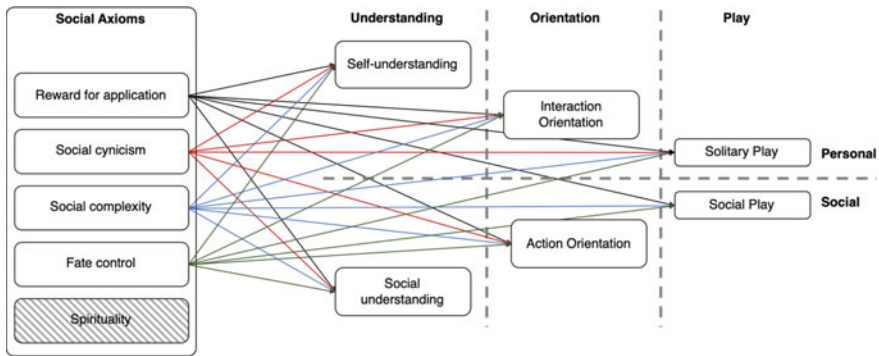 Social Axioms
Understanding
Orientation
Play
Reward for application
Social cynicism
Social complexity
Fate control
Spirituality
Self-understanding
Social
understanding
Interaction
Orientation
Action Orientation
Solitary Play
Social Play
Personal
Social